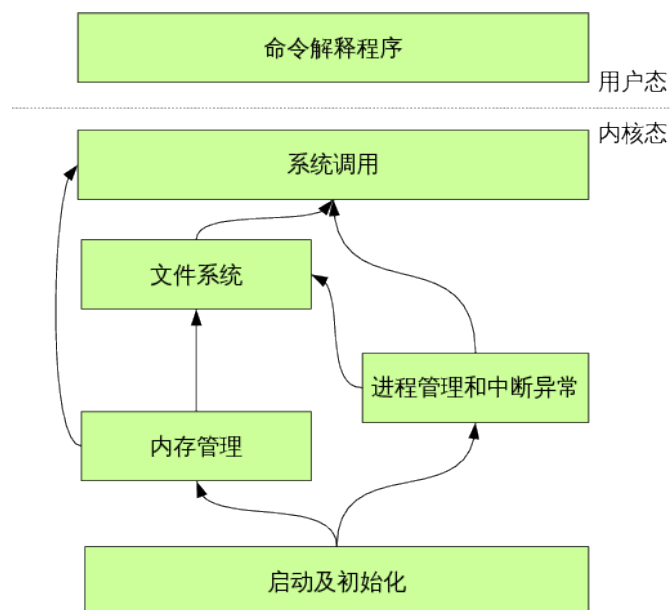 命令解释程序
用户态
内核态
系统调用
文件系统
进程管理和中断异常
内存管理
启动及初始化